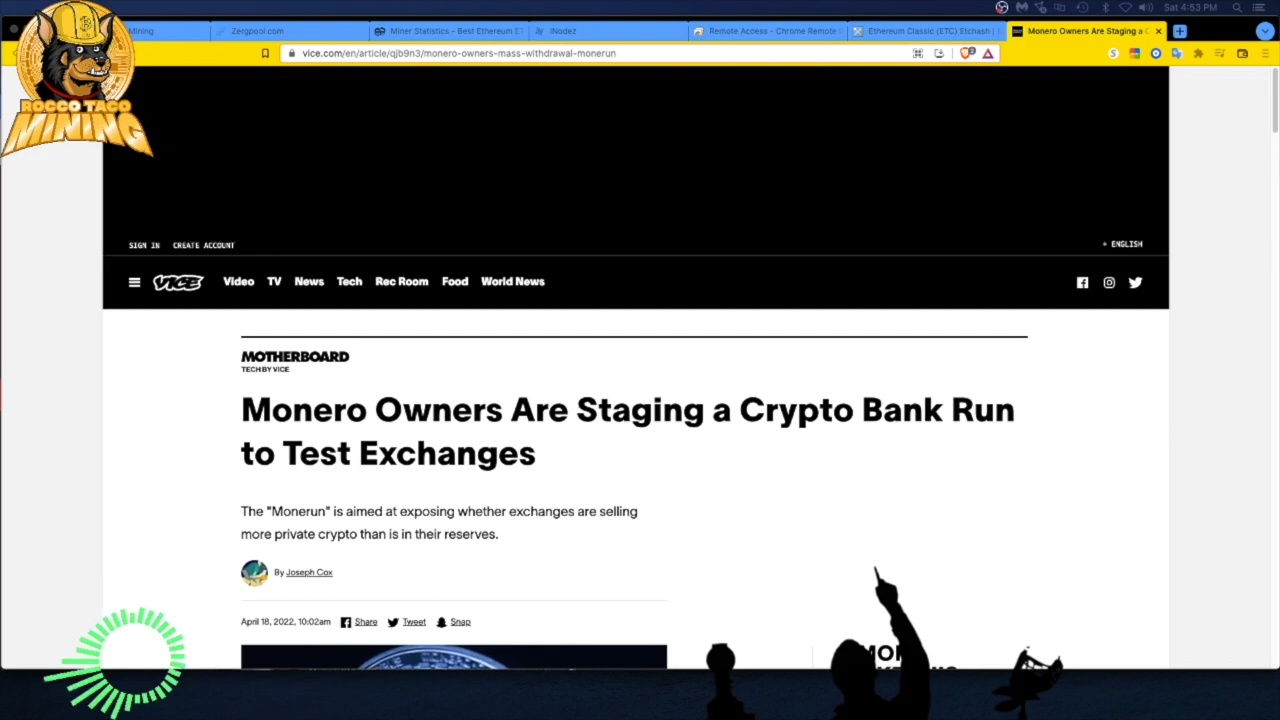 Sat 4:53 PM
Mining
Zergpool.com
Miner Statistics - Best Ethereum ET
iNodez
Remote Access - Chrome Remote D
Ethereum Classic (ETC) Etchash |
Monero Owners Are Staging a C
vice.com/en/article/qjb9n3/monero-owners-mass-withdrawal-monerun
ROCCO TACO
MINING
SIGN IN CREATE ACCOUNT
+ ENGLISH
VICE
Video TV News Tech Rec Room Food World News
MOTHERBOARD
TECH BY VICE
Monero Owners Are Staging a Crypto Bank Run
to Test Exchanges
The "Monerun" is aimed at exposing whether exchanges are selling
more private crypto than is in their reserves.
By Joseph Cox
April 18, 2022, 10:02am Share Tweet Snap